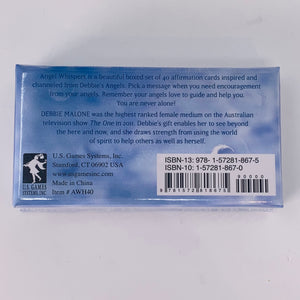 Angel Whispers is a beautiful boxed set of 40 affirmation cards inspired
and channeled from Debbie's Angels. Pick a message when you need encouragement
from your angels. Remember your angels love to guide and help you.
You are never alone!
DEBBIE MALONE was the highest ranked female medium on the Australian
television show The One in 2011. Debbie's gift enables her to see beyond
the here and now, and she draws strength from using the world
of spirit to help others as well as herself.
U.S. GAMES
SYSTEMS, INC.
U.S. Games Systems, Inc.
Stamford, CT 06902 USA
www.usgamesinc.com
Made in China
Item # AWH40
ISBN-13: 978-1-57281-867-5
ISBN-10: 1-57281-867-0
90000
9781572818675